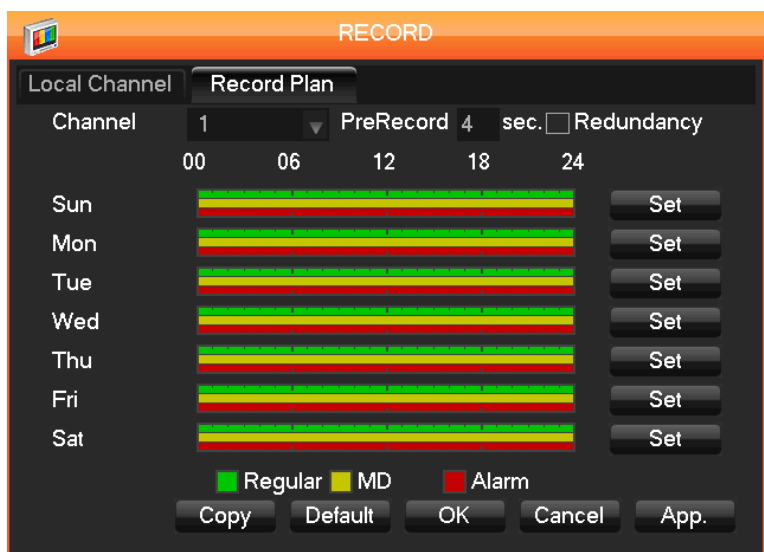 RECORD
Local Channel Record Plan
Channel 1 PreRecord 4 sec. Redundancy
00 06 12 18 24
Sun Set
Mon Set
Tue Set
Wed Set
Thu Set
Fri Set
Sat Set
Regular MD Alarm
Copy Default OK Cancel App.